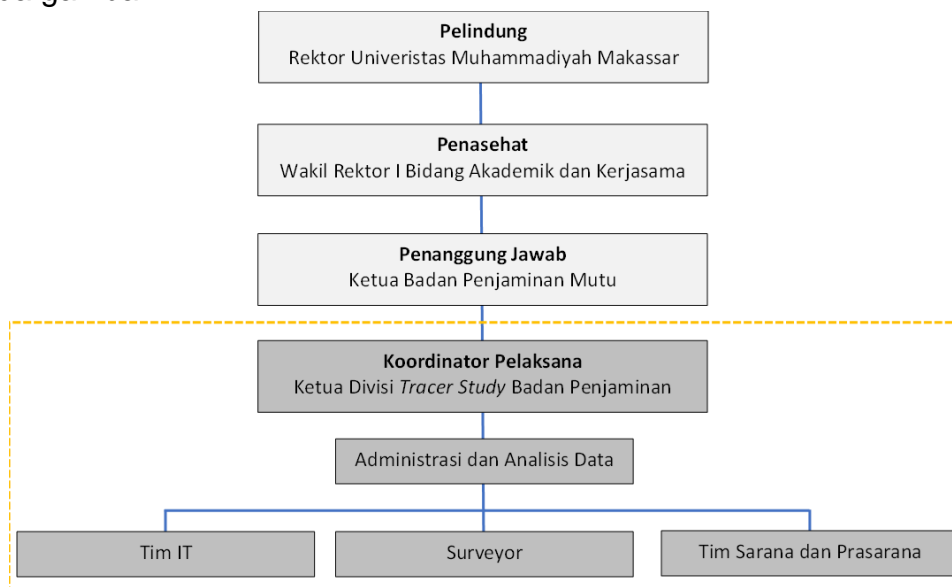 Pelindung
Rektor Univeristas Muhammadiyah Makassar
Penasehat
Wakil Rektor I Bidang Akademik dan Kerjasama
Penanggung Jawab
Ketua Badan Penjaminan Mutu
Koordinator Pelaksana
Ketua Divisi Tracer Study Badan Penjaminan
Administrasi dan Analisis Data
Tim IT
Surveyor
Tim Sarana dan Prasarana